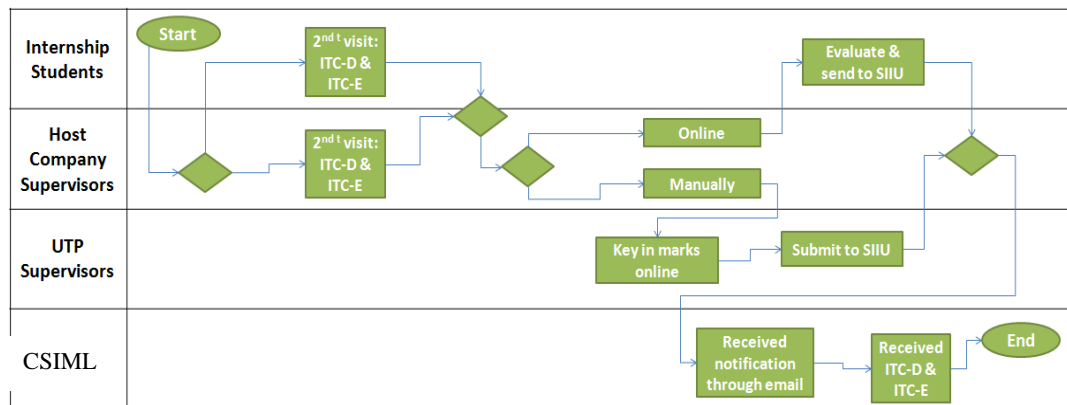 Internship
Students
Start
2nd t visit:
ITC-D &
ITC-E
Evaluate &
send to SIIU
Host
Company
Supervisors
2nd t visit:
ITC-D &
ITC-E
Online
Manually
UTP
Supervisors
Key in marks
online
Submit to SIIU
CSIML
Received
notification
through email
Received
ITC-D &
ITC-E
End